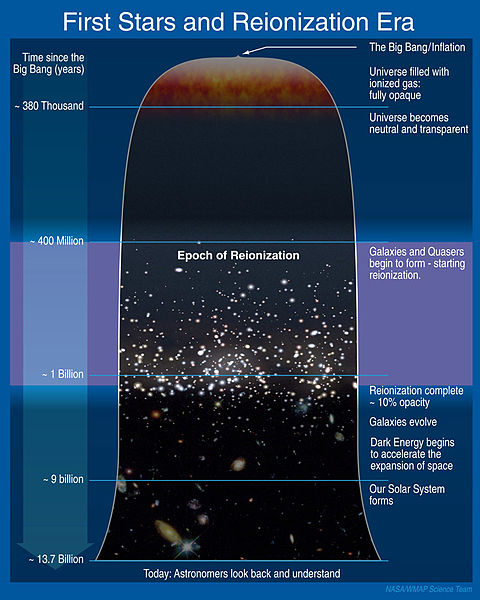 First Stars and Reionization Era
Time since the
Big Bang (years)
The Big Bang/Inflation
Universe filled with
ionized gas:
fully opaque
~ 380 Thousand
Universe becomes
neutral and transparent
~ 400 Million
Epoch of Reionization
Galaxies and Quasers
begin to form - starting
reionization.
~ 1 Billion
Reionization complete
~ 10% opacity
Galaxies evolve
Dark Energy begins
to accelerate the
expansion of space
~ 9 billion
Our Solar System
forms
~ 13.7 Billion
Today: Astronomers look back and understand
NASA/WMAP Science Team